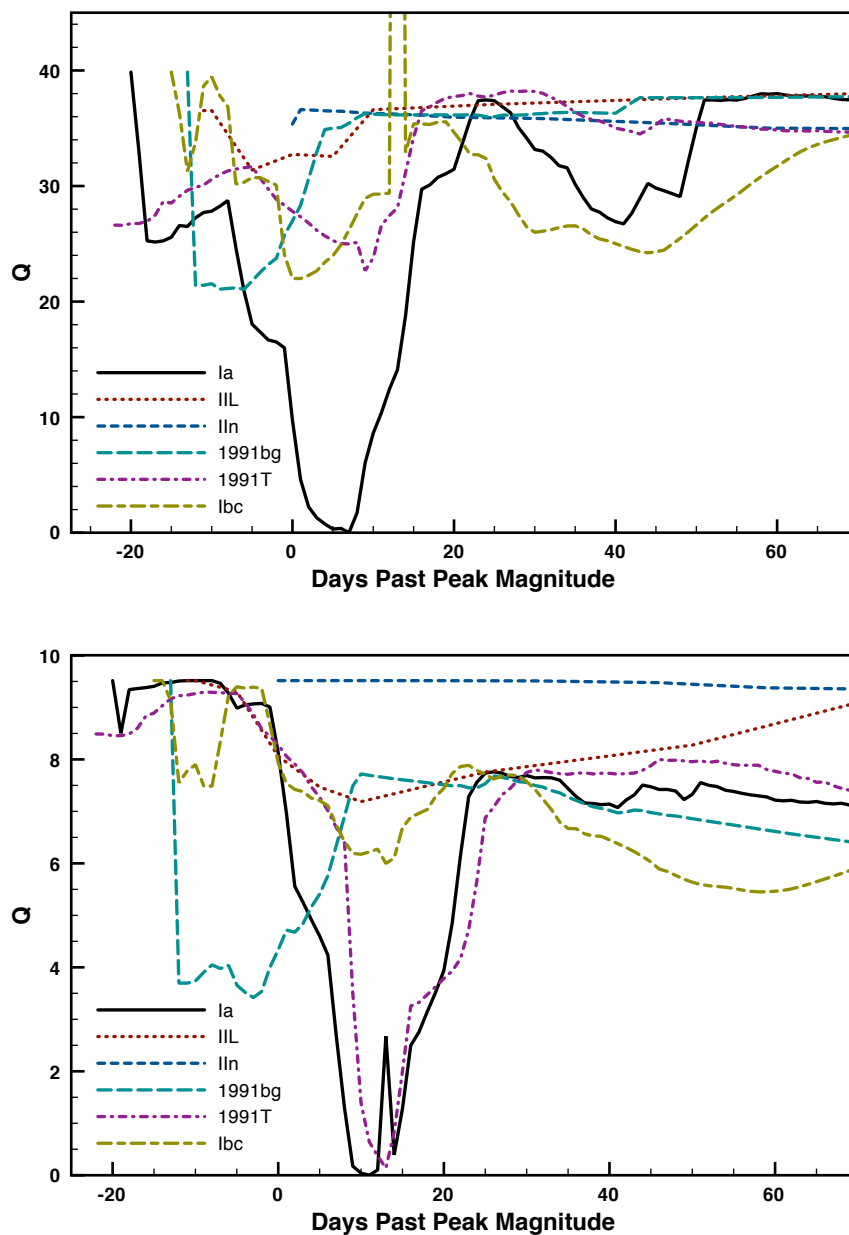 40
30
20
10
0
Q
Ia
IIL
IIn
1991bg
1991T
Ibc
-20 0 20 40 60
Days Past Peak Magnitude
10
8
6
4
2
0
Q
Ia
IIL
IIn
1991bg
1991T
Ibc
-20 0 20 40 60
Days Past Peak Magnitude